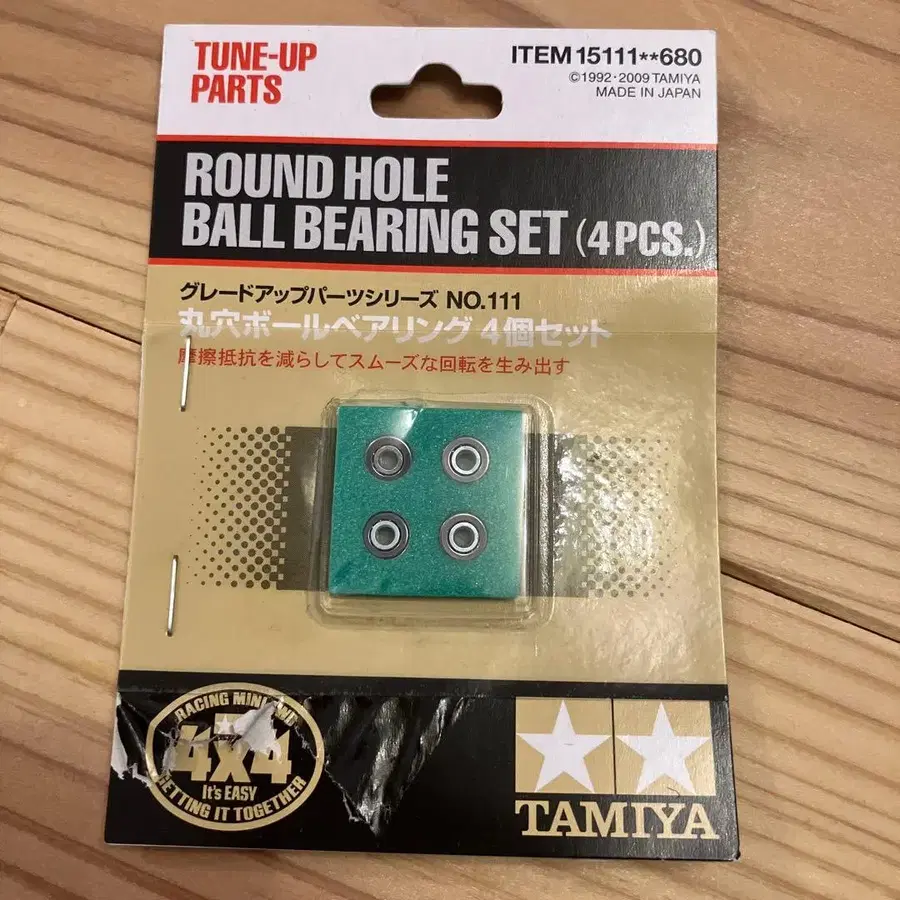 TUNE-UP
PARTS
ITEM 15111**680
©1992・2009 TAMIYA
MADE IN JAPAN
ROUND HOLE
BALL BEARING SET (4 PCS.)
グレードアップパーツシリーズ NO.111
丸穴ボールベアリング 4個セット
摩擦抵抗を減らしてスムーズな回転を生み出す
RACING MINI
4x4
It's EASY
GETTING IT TOGETHER
TAMIYA